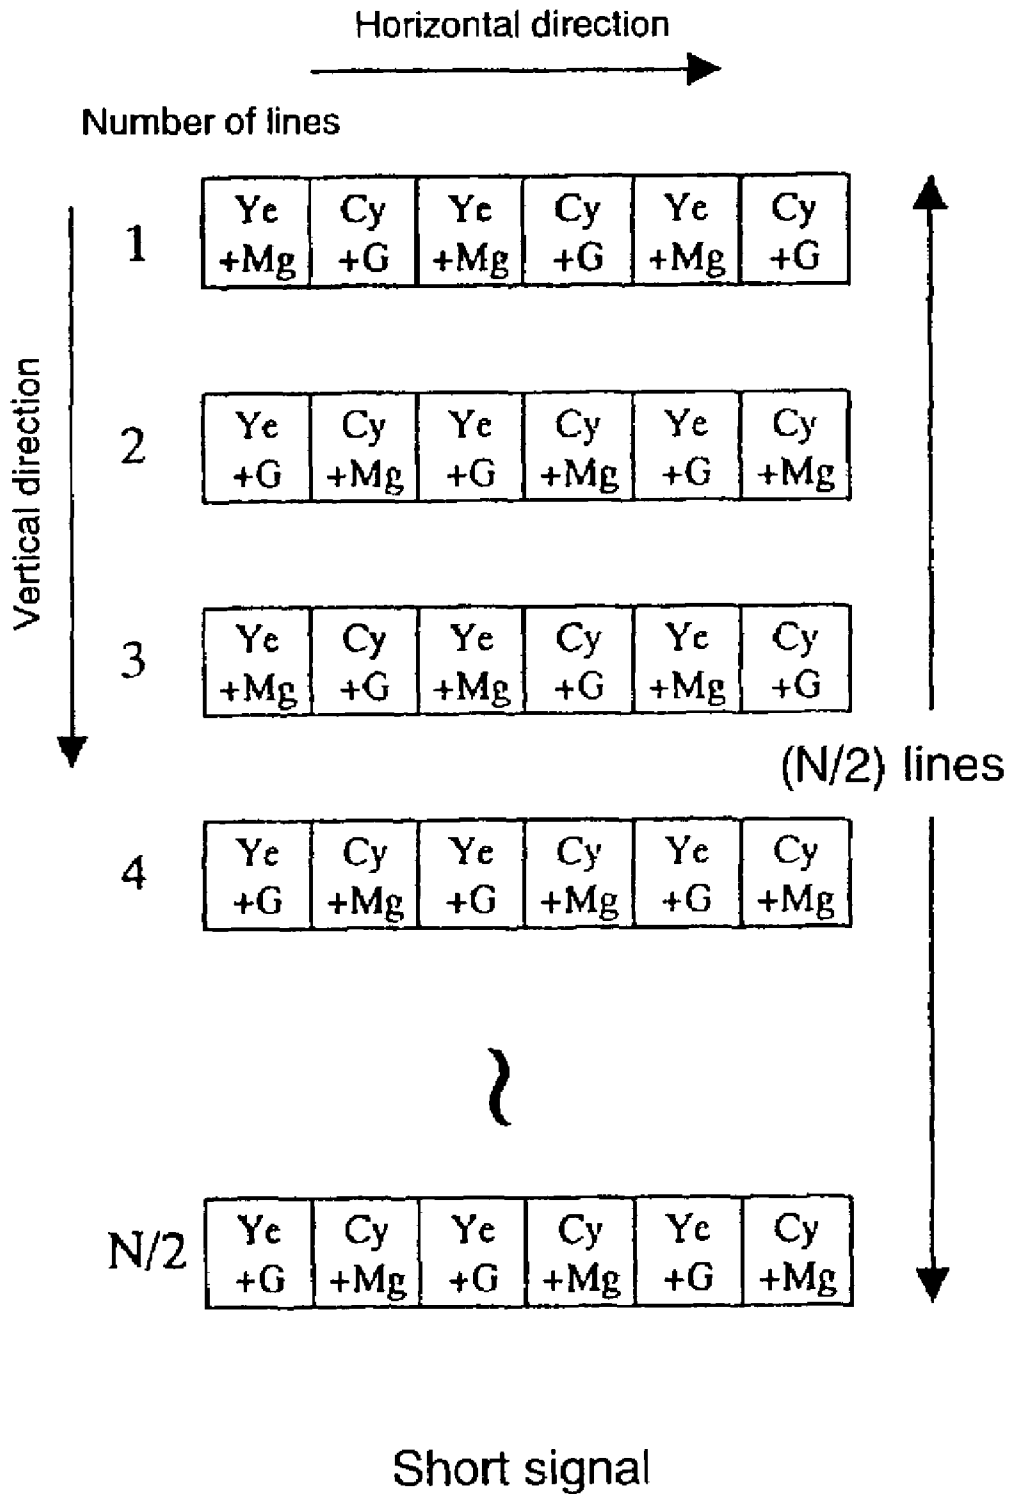 Horizontal direction
Number of lines
Vertical direction
1
Ye Cy Ye Cy Ye Cy
+Mg +G +Mg +G +Mg +G
2
Ye Cy Ye Cy Ye Cy
+G +Mg +G +Mg +G +Mg
3
Ye Cy Ye Cy Ye Cy
+Mg +G +Mg +G +Mg +G
(N/2) lines
4
Ye Cy Ye Cy Ye Cy
+G +Mg +G +Mg +G +Mg
~
N/2
Ye Cy Ye Cy Ye Cy
+G +Mg +G +Mg +G +Mg
Short signal